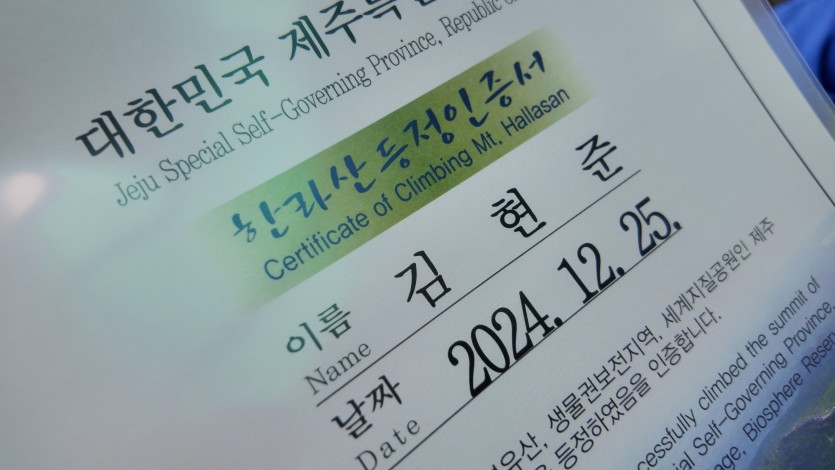 대한민국 제주특
Jeju Special Self-Governing Province, Republic
한라산등정인증서
Certificate of Climbing Mt. Hallasan
이름 김 현 준
Name
날짜 2024. 12. 25.
Date
유산, 생물권보전지역, 세계지질공원인 제주
등정하였음을 인증합니다.
successfully climbed the summit of
Self-Governing Province,
Biosphere